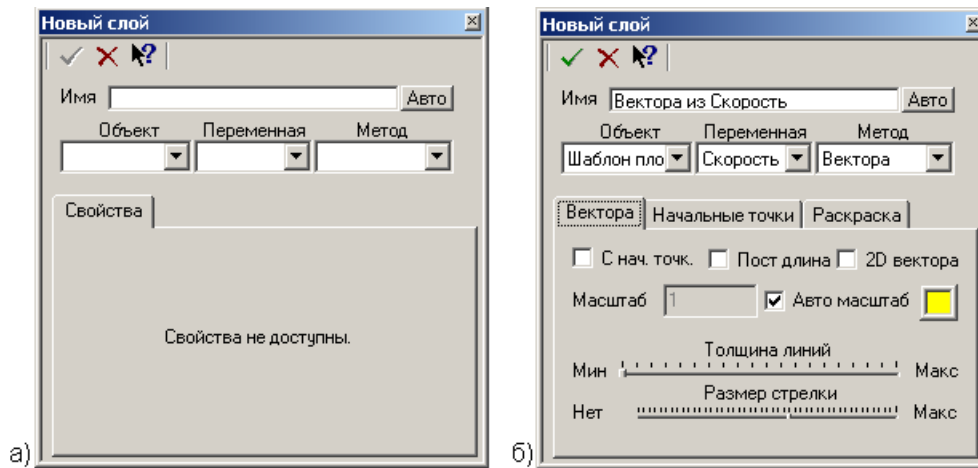 Новый слой
Имя Авто
Объект Переменная Метод
Свойства
Свойства не доступны.
а)
Новый слой
Имя Вектора из Скорость Авто
Объект Переменная Метод
Шаблон пло Скорость Вектора
Вектора Начальные точки Раскраска
С нач. точк. Пост длина 2D вектора
Масштаб 1 Авто масштаб
Толщина линий
Мин Макс
Размер стрелки
Нет Макс
б)